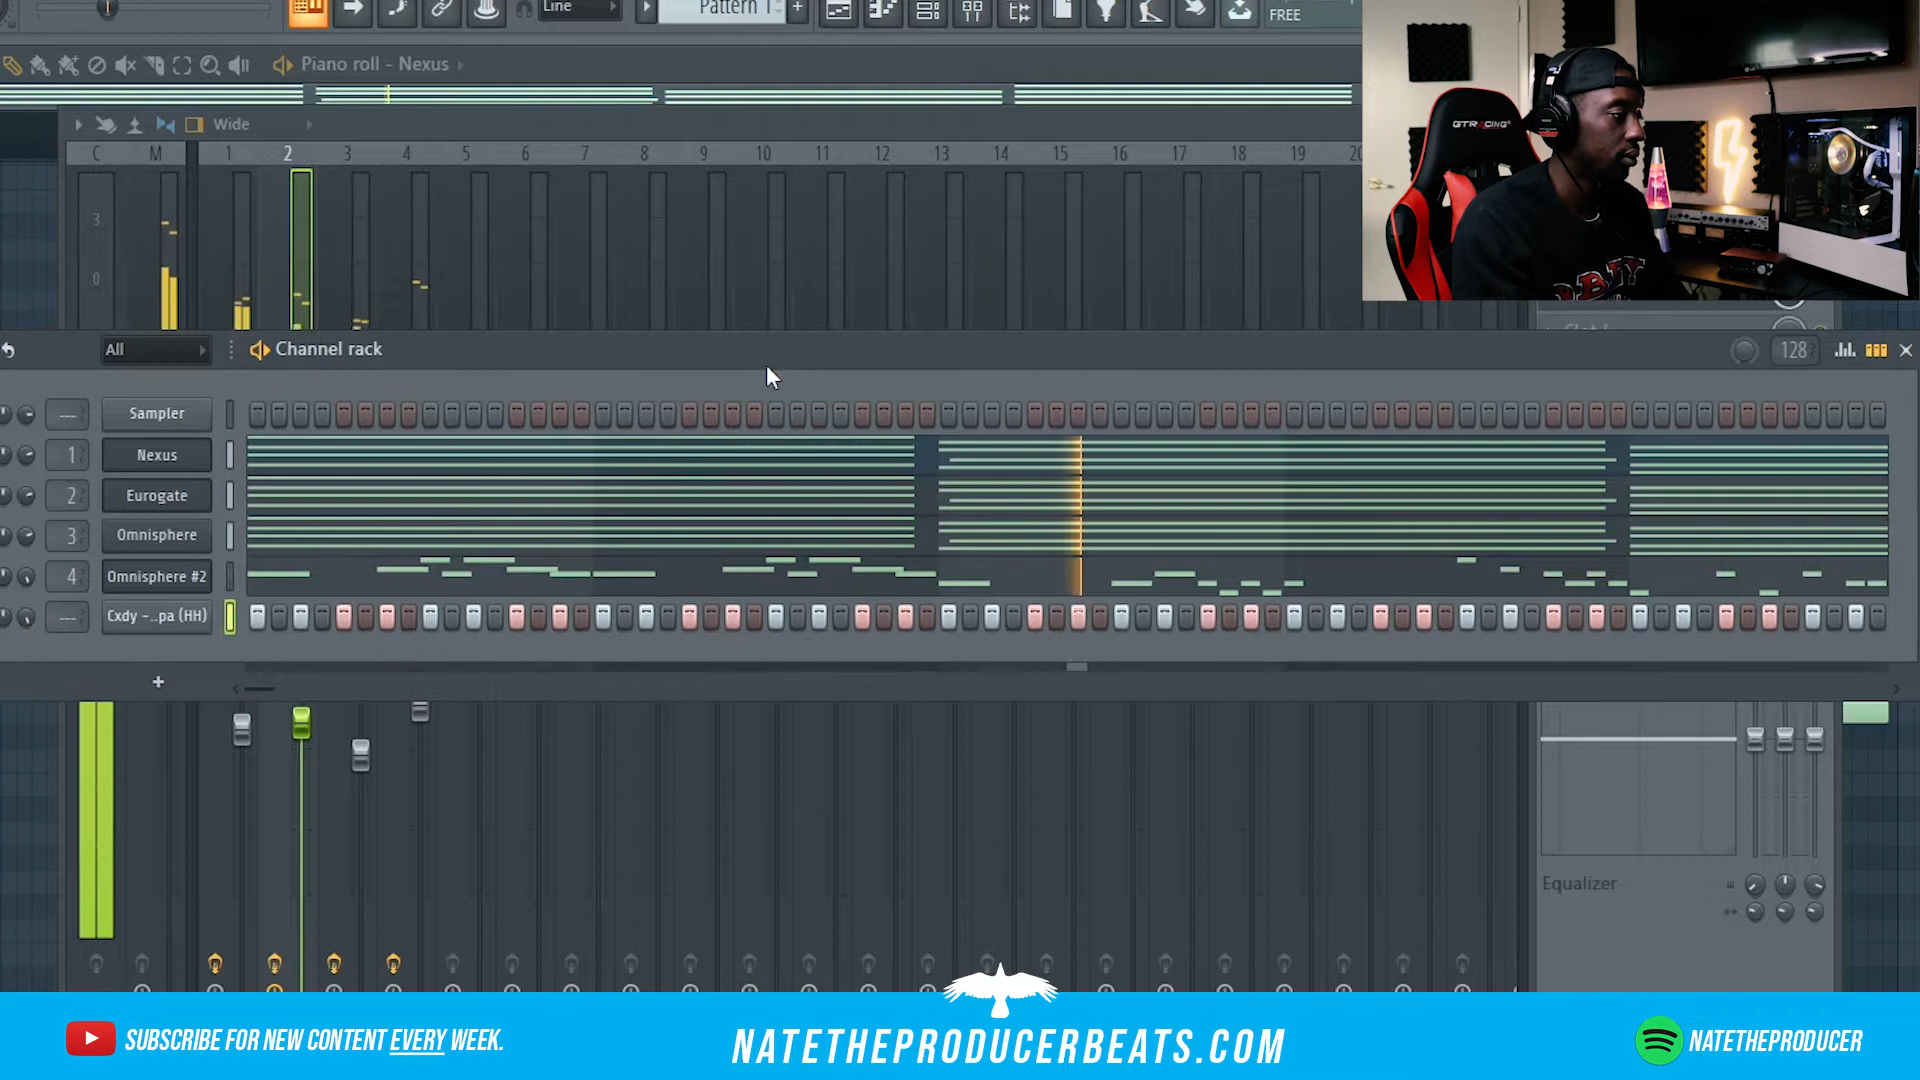 Line
Pattern 1
FREE
Piano roll - Nexus
Wide
C M 1 2 3 4 5 6 7 8 9 10 11 12 13 14 15 16 17 18 19 20
3
0
GTRACING
All
Channel rack
128
--- Sampler
1 Nexus
2 Eurogate
3 Omnisphere
4 Omnisphere #2
--- Cxdy -..pa (HH)
+
Equalizer
SUBSCRIBE FOR NEW CONTENT EVERY WEEK.
NATETHEPRODUCERBEATS.COM
NATETHEPRODUCER